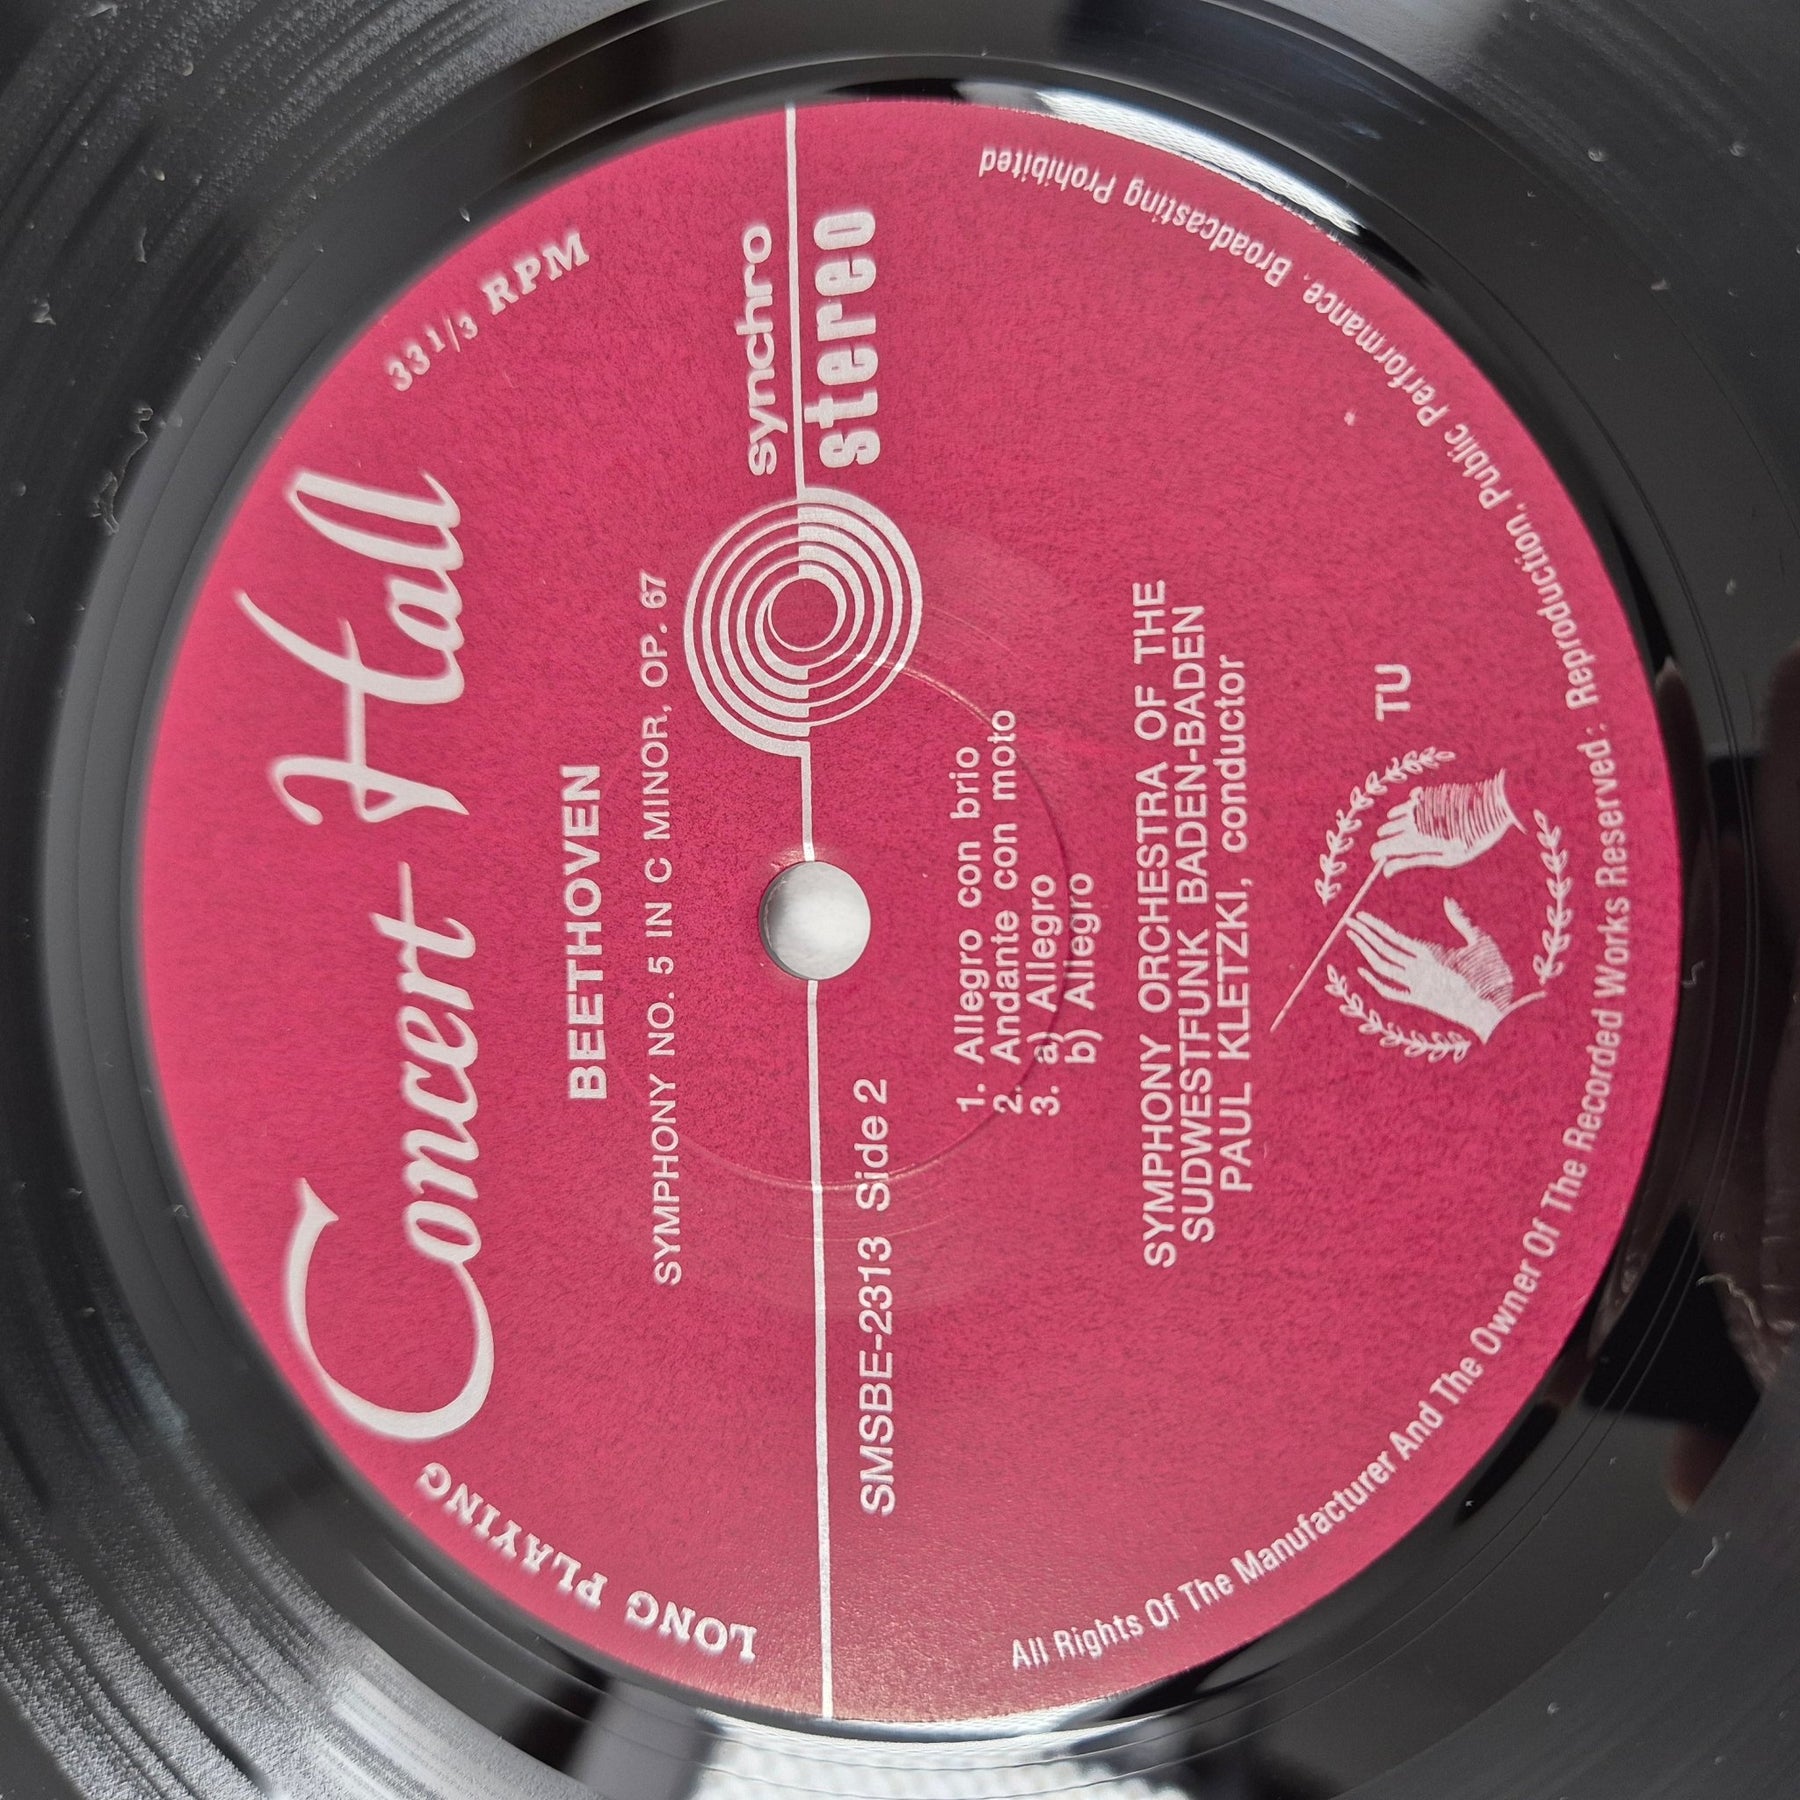 LONG PLAYING
33 1/3 RPM
Concert Hall
BEETHOVEN
SYMPHONY NO. 5 IN C MINOR, OP. 67
synchro
stereo
SMSBE-2313 Side 2
1. Allegro con brio
2. Andante con moto
3. a) Allegro
b) Allegro
SYMPHONY ORCHESTRA OF THE
SUDWESTFUNK BADEN-BADEN
PAUL KLETZKI, conductor
TU
All Rights Of The Manufacturer And The Owner Of The Recorded Works Reserved: Reproduction, Public Performance, Broadcasting Prohibited